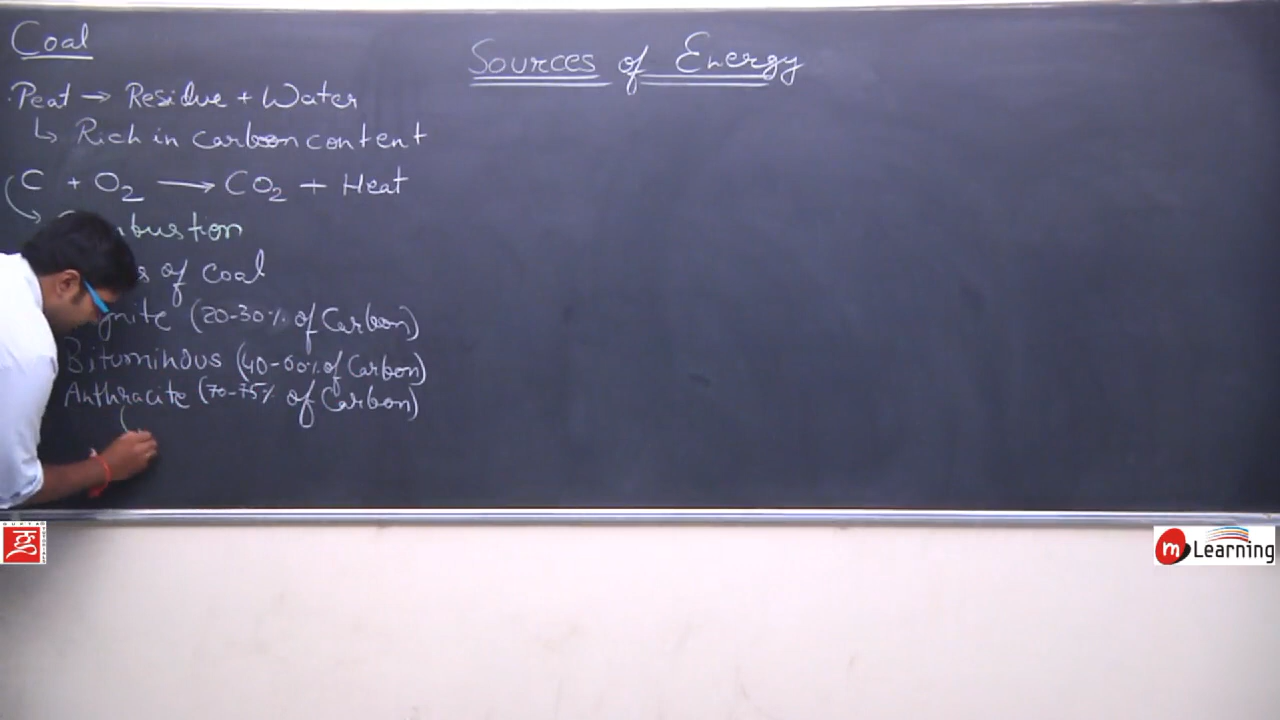 Coal
Sources of Energy
Peat → Residue + Water
↳ Rich in carbon content
C + O2 → CO2 + Heat
of coal
(20-30% of Carbon)
Bituminous (40-60% of Carbon)
Anthracite (70-75% of Carbon)
m Learning